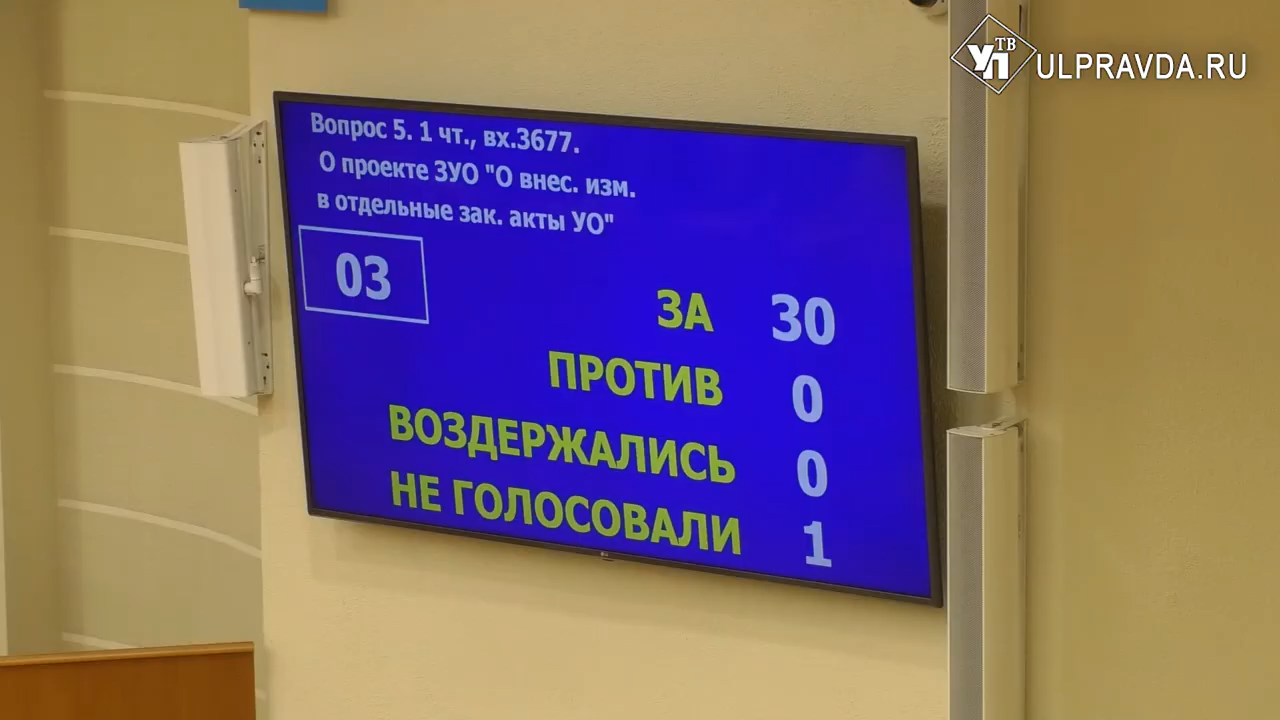 УП ТВ ULPRAVDA.RU
Вопрос 5. 1 чт., вх.3677.
О проекте ЗУО "О внес. изм.
в отдельные зак. акты УО"
03
ЗА 30
ПРОТИВ 0
ВОЗДЕРЖАЛИСЬ 0
НЕ ГОЛОСОВАЛИ 1